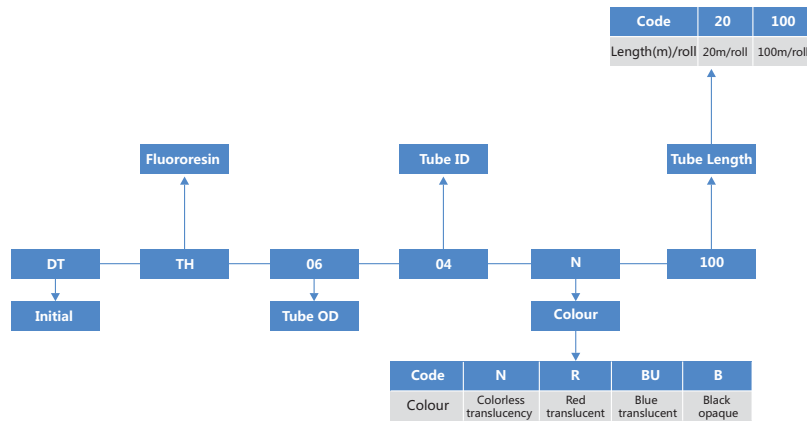 Code 20 100
Length(m)/roll 20m/roll 100m/roll
Fluororesin Tube ID Tube Length
DT TH 06 04 N 100
Initial Tube OD Colour
Code N R BU B
Colour Colorless translucency Red translucent Blue translucent Black opaque